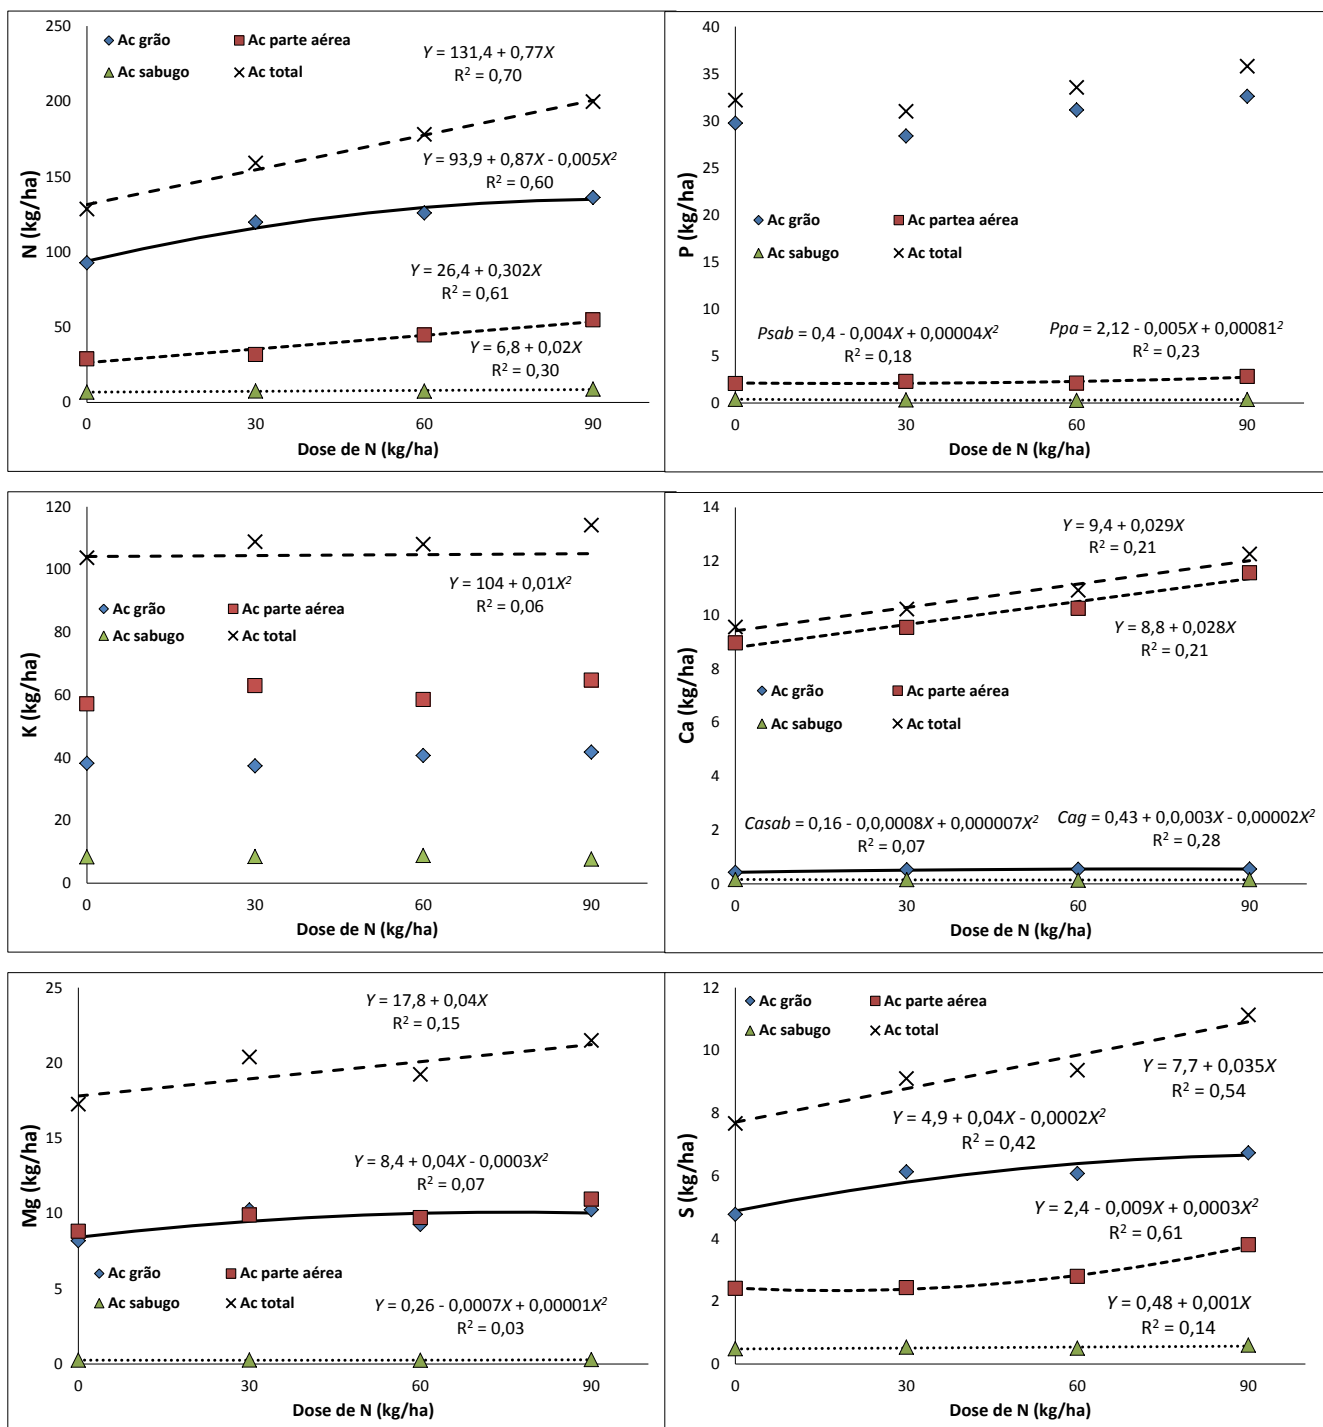 250
200
150
100
50
0
N (kg/ha)
Ac grão Ac parte aérea
Ac sabugo Ac total
Y = 131,4 + 0,77X
R² = 0,70
Y = 93,9 + 0,87X - 0,005X²
R² = 0,60
Y = 26,4 + 0,302X
R² = 0,61
Y = 6,8 + 0,02X
R² = 0,30
0 30 60 90
Dose de N (kg/ha)
40
35
30
25
20
15
10
5
0
P (kg/ha)
Ac grão Ac partea aérea
Ac sabugo Ac total
Psab = 0,4 - 0,004X + 0,00004X²
R² = 0,18
Ppa = 2,12 - 0,005X + 0,00081²
R² = 0,23
0 30 60 90
Dose de N (kg/ha)
120
100
80
60
40
20
0
K (kg/ha)
Y = 104 + 0,01X²
R² = 0,06
Ac grão Ac parte aérea
Ac sabugo Ac total
0 30 60 90
Dose de N (kg/ha)
14
12
10
8
6
4
2
0
Ca (kg/ha)
Y = 9,4 + 0,029X
R² = 0,21
Y = 8,8 + 0,028X
R² = 0,21
Ac grão Ac parte aérea
Ac sabugo Ac total
Casab = 0,16 - 0,0,0008X + 0,000007X²
R² = 0,07
Cag = 0,43 + 0,0,003X - 0,00002X²
R² = 0,28
0 30 60 90
Dose de N (kg/ha)
25
20
15
10
5
0
Mg (kg/ha)
Y = 17,8 + 0,04X
R² = 0,15
Y = 8,4 + 0,04X - 0,0003X²
R² = 0,07
Ac grão Ac parte aérea
Ac sabugo Ac total
Y = 0,26 - 0,0007X + 0,00001X²
R² = 0,03
0 30 60 90
Dose de N (kg/ha)
12
10
8
6
4
2
0
S (kg/ha)
Ac grão Ac parte aérea
Ac sabugo Ac total
Y = 7,7 + 0,035X
R² = 0,54
Y = 4,9 + 0,04X - 0,0002X²
R² = 0,42
Y = 2,4 - 0,009X + 0,0003X²
R² = 0,61
Y = 0,48 + 0,001X
R² = 0,14
0 30 60 90
Dose de N (kg/ha)